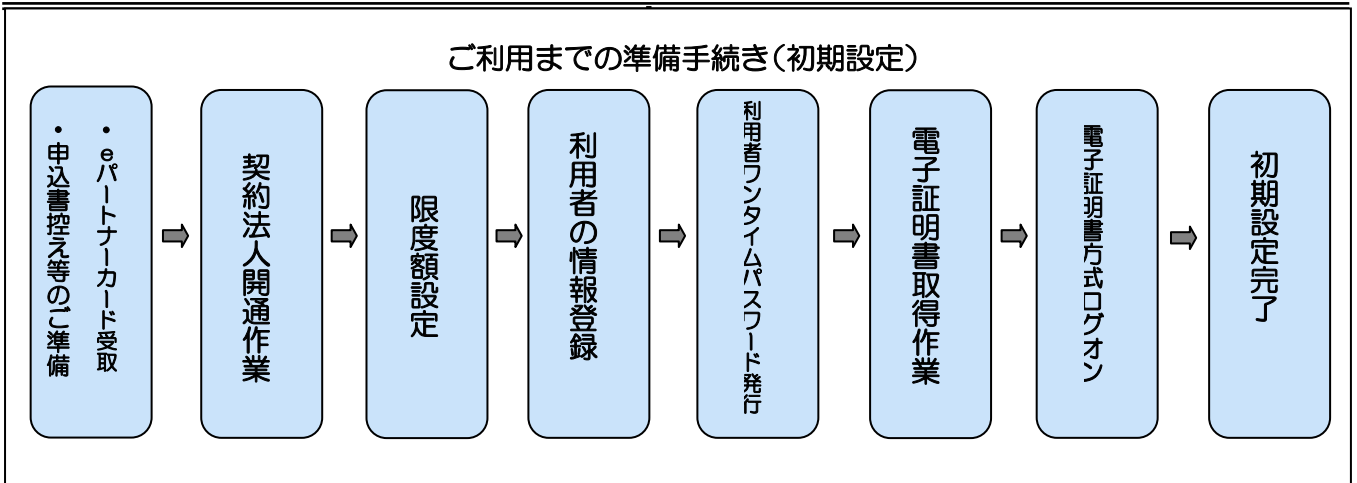 ご利用までの準備手続き(初期設定)
・eパートナーカード受取
・申込書控え等のご準備
契約法人開通作業
限度額設定
利用者の情報登録
利用者ワンタイムパスワード発行
電子証明書取得作業
電子証明書方式ログオン
初期設定完了